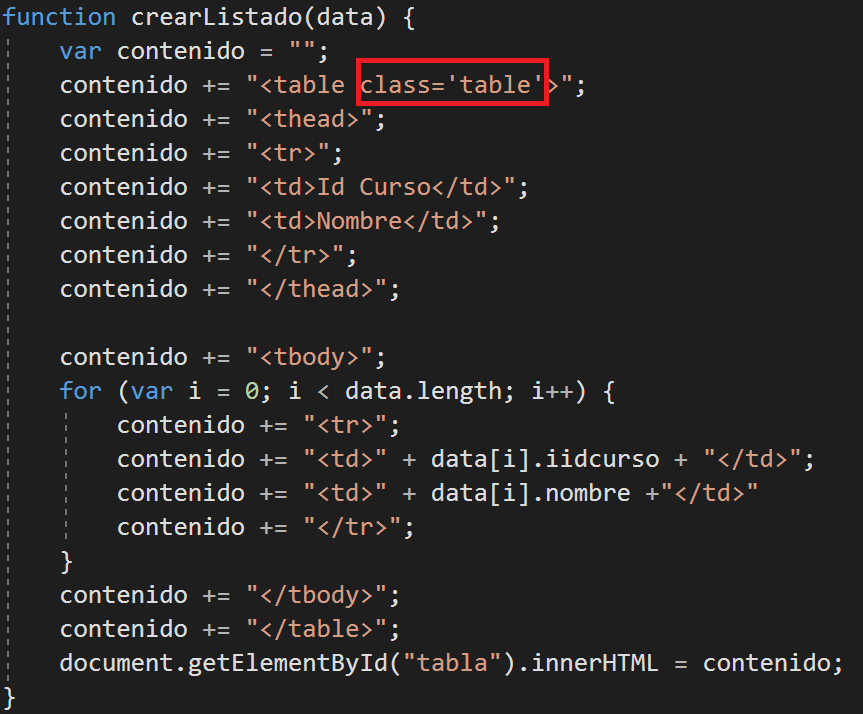 function crearListado(data) {
var contenido = "";
contenido += "<table class='table'>";
contenido += "<thead>";
contenido += "<tr>";
contenido += "<td>Id Curso</td>";
contenido += "<td>Nombre</td>";
contenido += "</tr>";
contenido += "</thead>";
contenido += "<tbody>";
for (var i = 0; i < data.length; i++) {
contenido += "<tr>";
contenido += "<td>" + data[i].iidcurso + "</td>";
contenido += "<td>" + data[i].nombre +"</td>"
contenido += "</tr>";
}
contenido += "</tbody>";
contenido += "</table>";
document.getElementById("tabla").innerHTML = contenido;
}